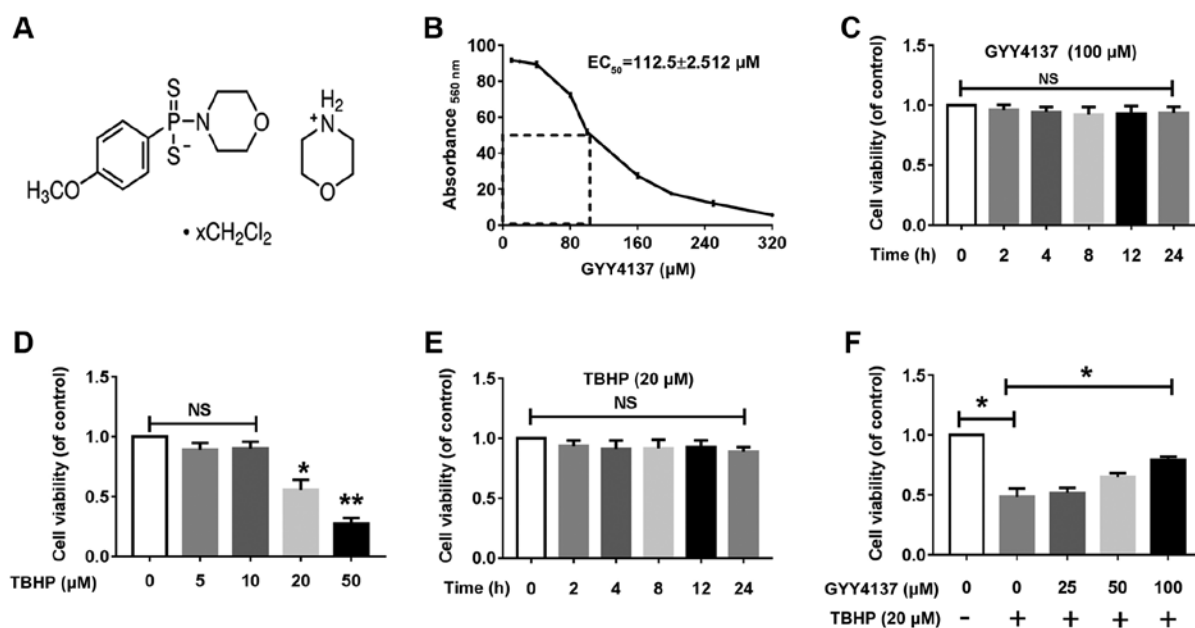 A
S
P
N
O
S
-
H₃CO
• xCH₂Cl₂
H₂
N
+
O
B
EC₅₀=112.5±2.512 µM
Absorbance 560 nm
100
80
60
40
20
0
0 80 160 240 320
GYY4137 (µM)
C
GYY4137 (100 µM)
NS
Cell viability (of control)
1.5
1.0
0.5
0.0
Time (h) 0 2 4 8 12 24
D
Cell viability (of control)
1.5
1.0
0.5
0.0
NS
*
**
TBHP (µM) 0 5 10 20 50
E
TBHP (20 µM)
NS
Cell viability (of control)
1.5
1.0
0.5
0.0
Time (h) 0 2 4 8 12 24
F
Cell viability (of control)
1.5
1.0
0.5
0.0
*
*
GYY4137 (µM) 0 0 25 50 100
TBHP (20 µM) - + + + +